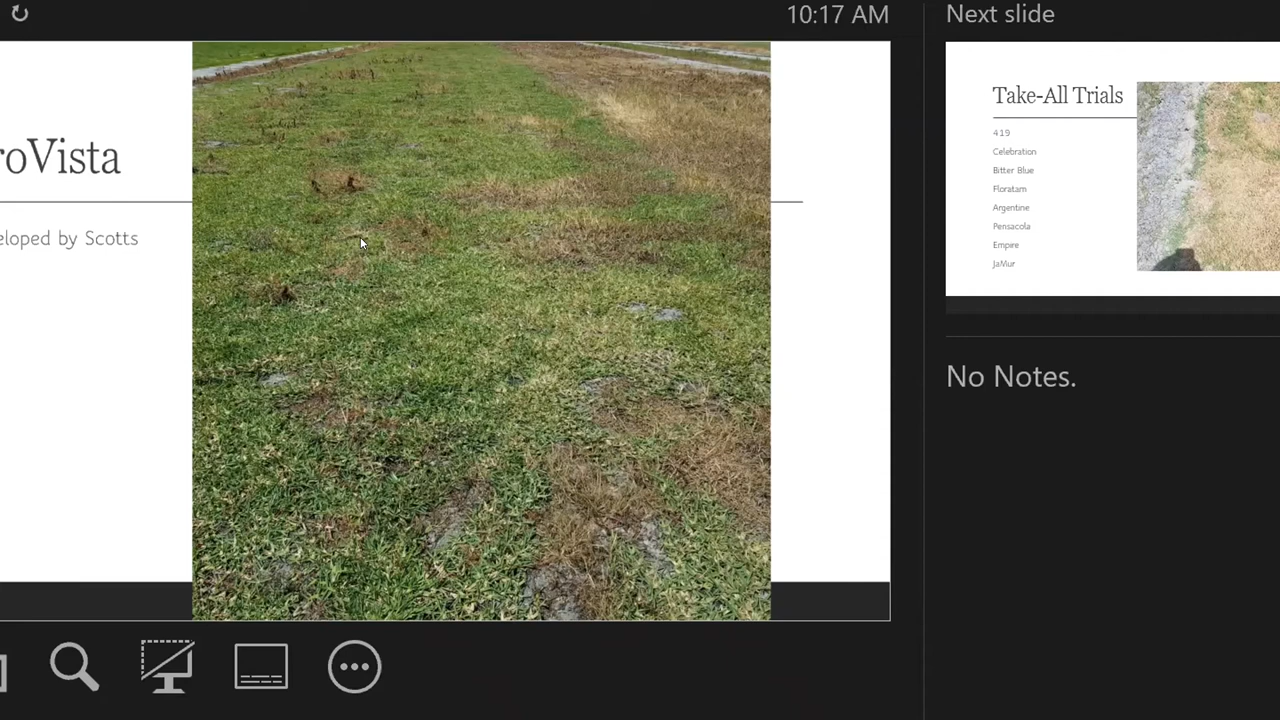 10:17 AM
Next slide
roVista
eloped by Scotts
Take-All Trials
419
Celebration
Bitter Blue
Floratam
Argentine
Pensacola
Empire
JaMur
No Notes.